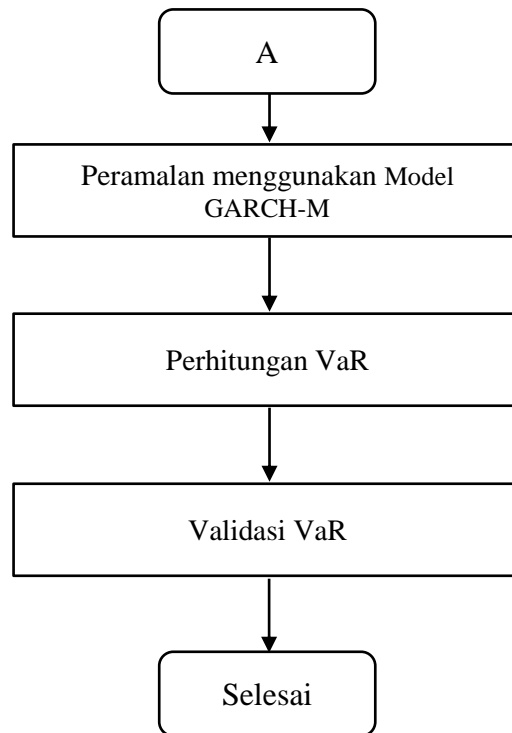 A
Peramalan menggunakan Model
GARCH-M
Perhitungan VaR
Validasi VaR
Selesai